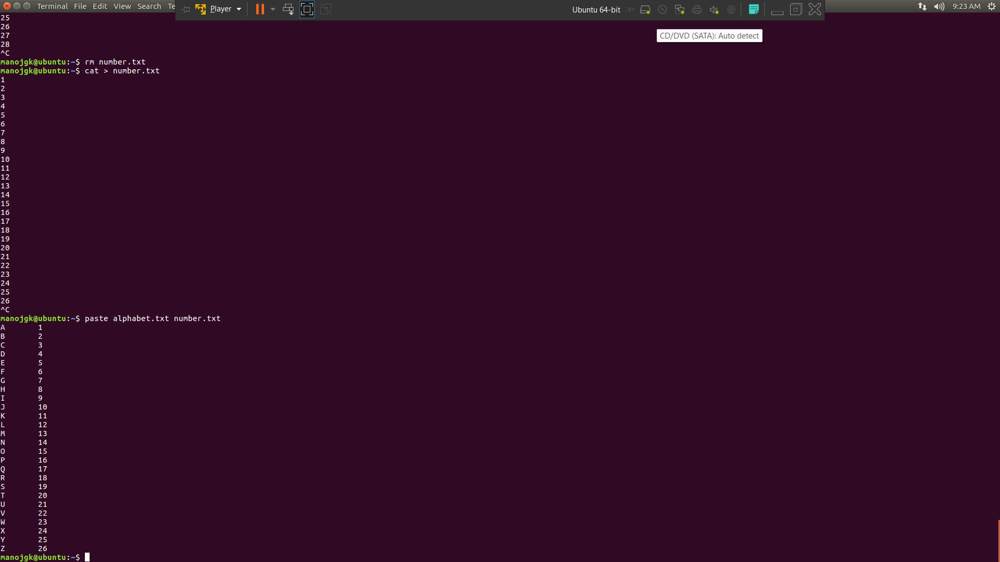 Terminal File Edit View Search Te
Player
Ubuntu 64-bit
9:23 AM
CD/DVD (SATA): Auto detect
25
26
27
28
^C
manojgk@ubuntu:~$ rm number.txt
manojgk@ubuntu:~$ cat > number.txt
1
2
3
4
5
6
7
8
9
10
11
12
13
14
15
16
17
18
19
20
21
22
23
24
25
26
^C
manojgk@ubuntu:~$ paste alphabet.txt number.txt
A 1
B 2
C 3
D 4
E 5
F 6
G 7
H 8
I 9
J 10
K 11
L 12
M 13
N 14
O 15
P 16
Q 17
R 18
S 19
T 20
U 21
V 22
W 23
X 24
Y 25
Z 26
manojgk@ubuntu:~$